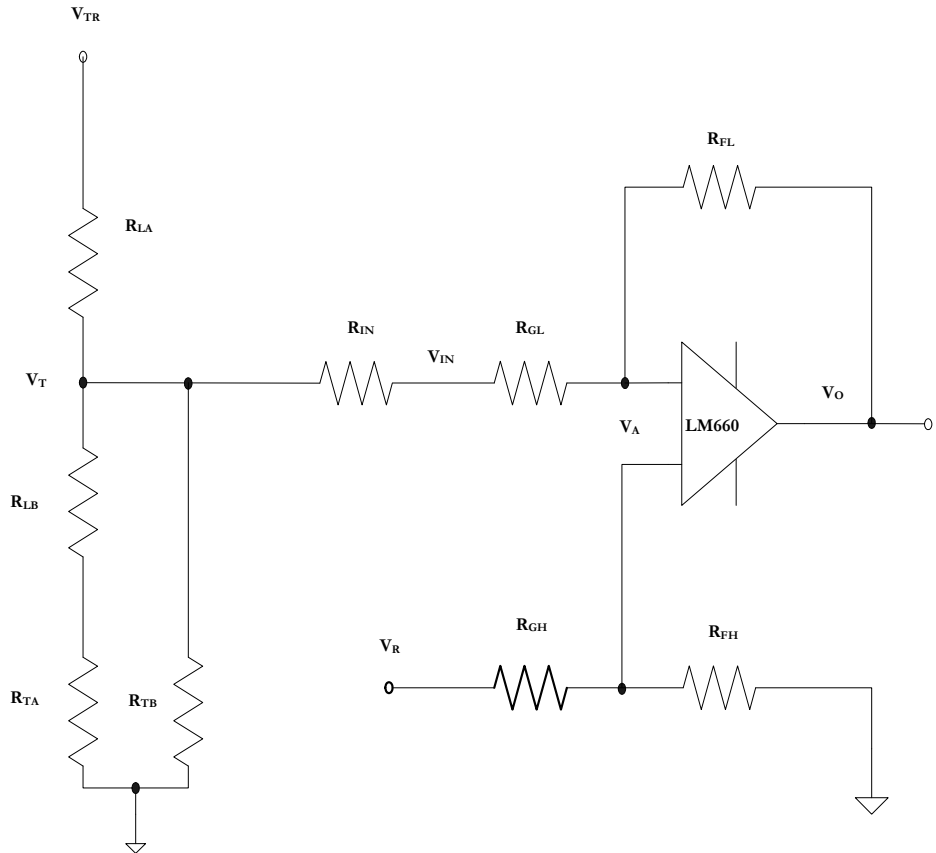 VTR
RFL
RLA
RIN
RGL
VIN
VT
VO
VA
LM660
RLB
RGH
RFH
VR
RTA
RTB